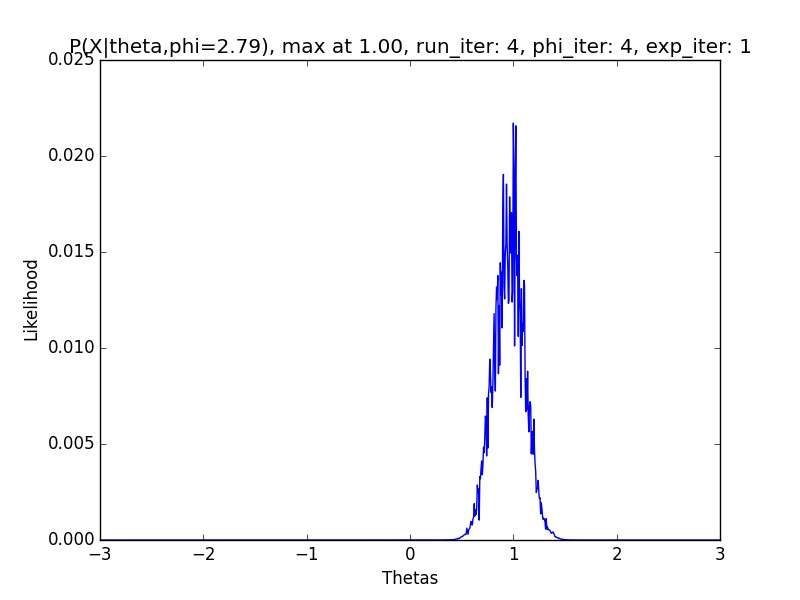 P(X|theta,phi=2.79), max at 1.00, run_iter: 4, phi_iter: 4, exp_iter: 1
0.025
0.020
0.015
0.010
0.005
0.000
Likelihood
−3 −2 −1 0 1 2 3
Thetas